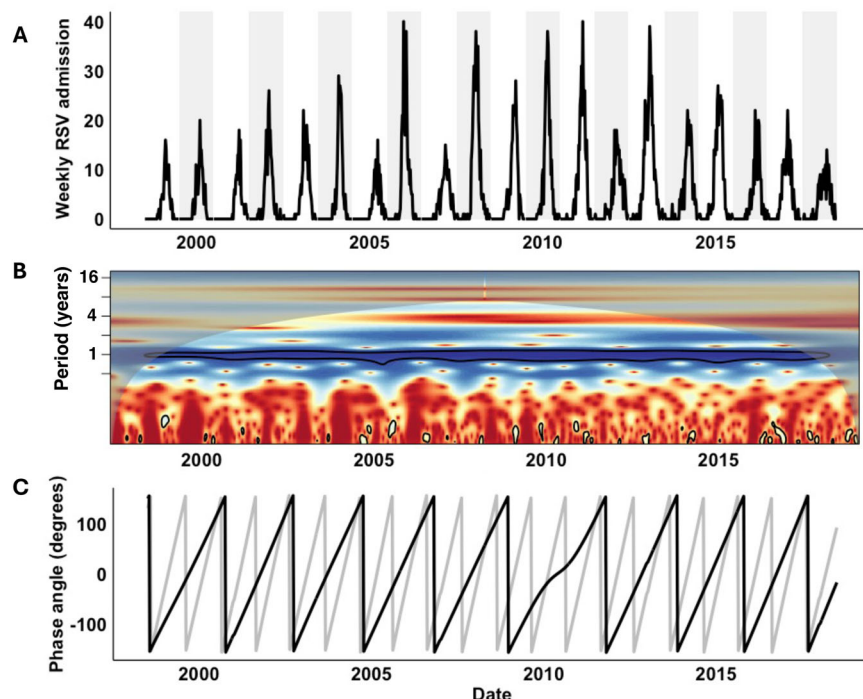 A
Weekly RSV admission
40
30
20
10
0
2000 2005 2010 2015
B
Period (years)
16
4
1
2000 2005 2010 2015
C
Phase angle (degrees)
100
0
-100
2000 2005 2010 2015
Date